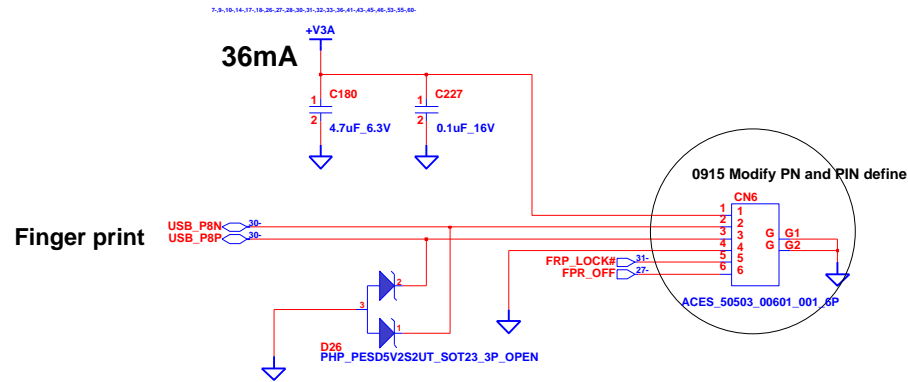 7-,9-,10-,14-,17-,18-,26-,27-,28-,30-,31-,32-,33-,36-,41-,43-,45-,46-,53-,55-,60-
+V3A
36mA
1 C180
2 4.7uF_6.3V
1 C227
2 0.1uF_16V
0915 Modify PN and PIN define
CN6
Finger print
USB_P8N 30-
USB_P8P 30-
1 1
2 2
3 3
4 4
5 5
6 6
G G1
G G2
FRP_LOCK# 31-
FPR_OFF 27-
ACES_50503_00601_001_6P
2
3
1
D26
PHP_PESD5V2S2UT_SOT23_3P_OPEN